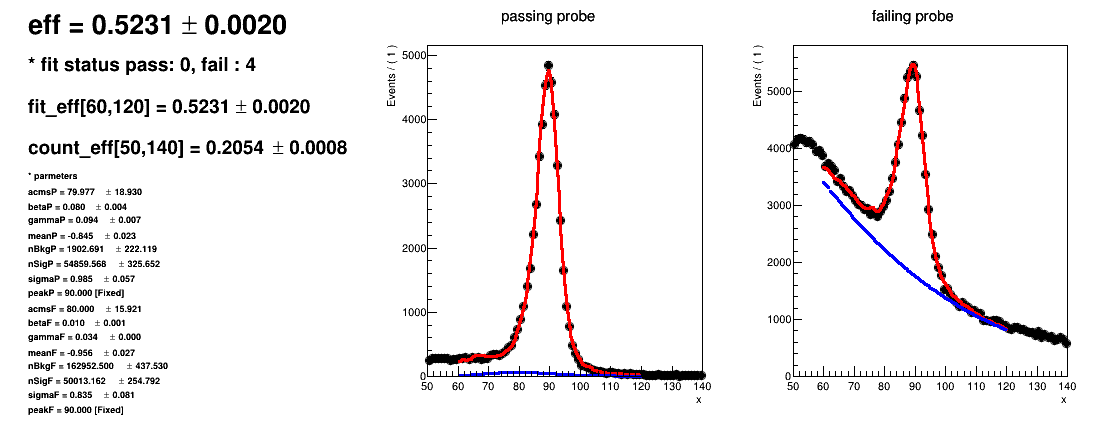 eff = 0.5231 ± 0.0020
* fit status pass: 0, fail : 4
fit_eff[60,120] = 0.5231 ± 0.0020
count_eff[50,140] = 0.2054 ± 0.0008
* parmeters
acmsP = 79.977 ± 18.930
betaP = 0.080 ± 0.004
gammaP = 0.094 ± 0.007
meanP = -0.845 ± 0.023
nBkgP = 1902.691 ± 222.119
nSigP = 54859.568 ± 325.652
sigmaP = 0.985 ± 0.057
peakP = 90.000 [Fixed]
acmsF = 80.000 ± 15.921
betaF = 0.010 ± 0.001
gammaF = 0.034 ± 0.000
meanF = -0.956 ± 0.027
nBkgF = 162952.500 ± 437.530
nSigF = 50013.162 ± 254.792
sigmaF = 0.835 ± 0.081
peakF = 90.000 [Fixed]
passing probe
Events / ( 1 )
5000
4000
3000
2000
1000
0
50 60 70 80 90 100 110 120 130 140
x
failing probe
Events / ( 1 )
5000
4000
3000
2000
1000
0
50 60 70 80 90 100 110 120 130 140
x